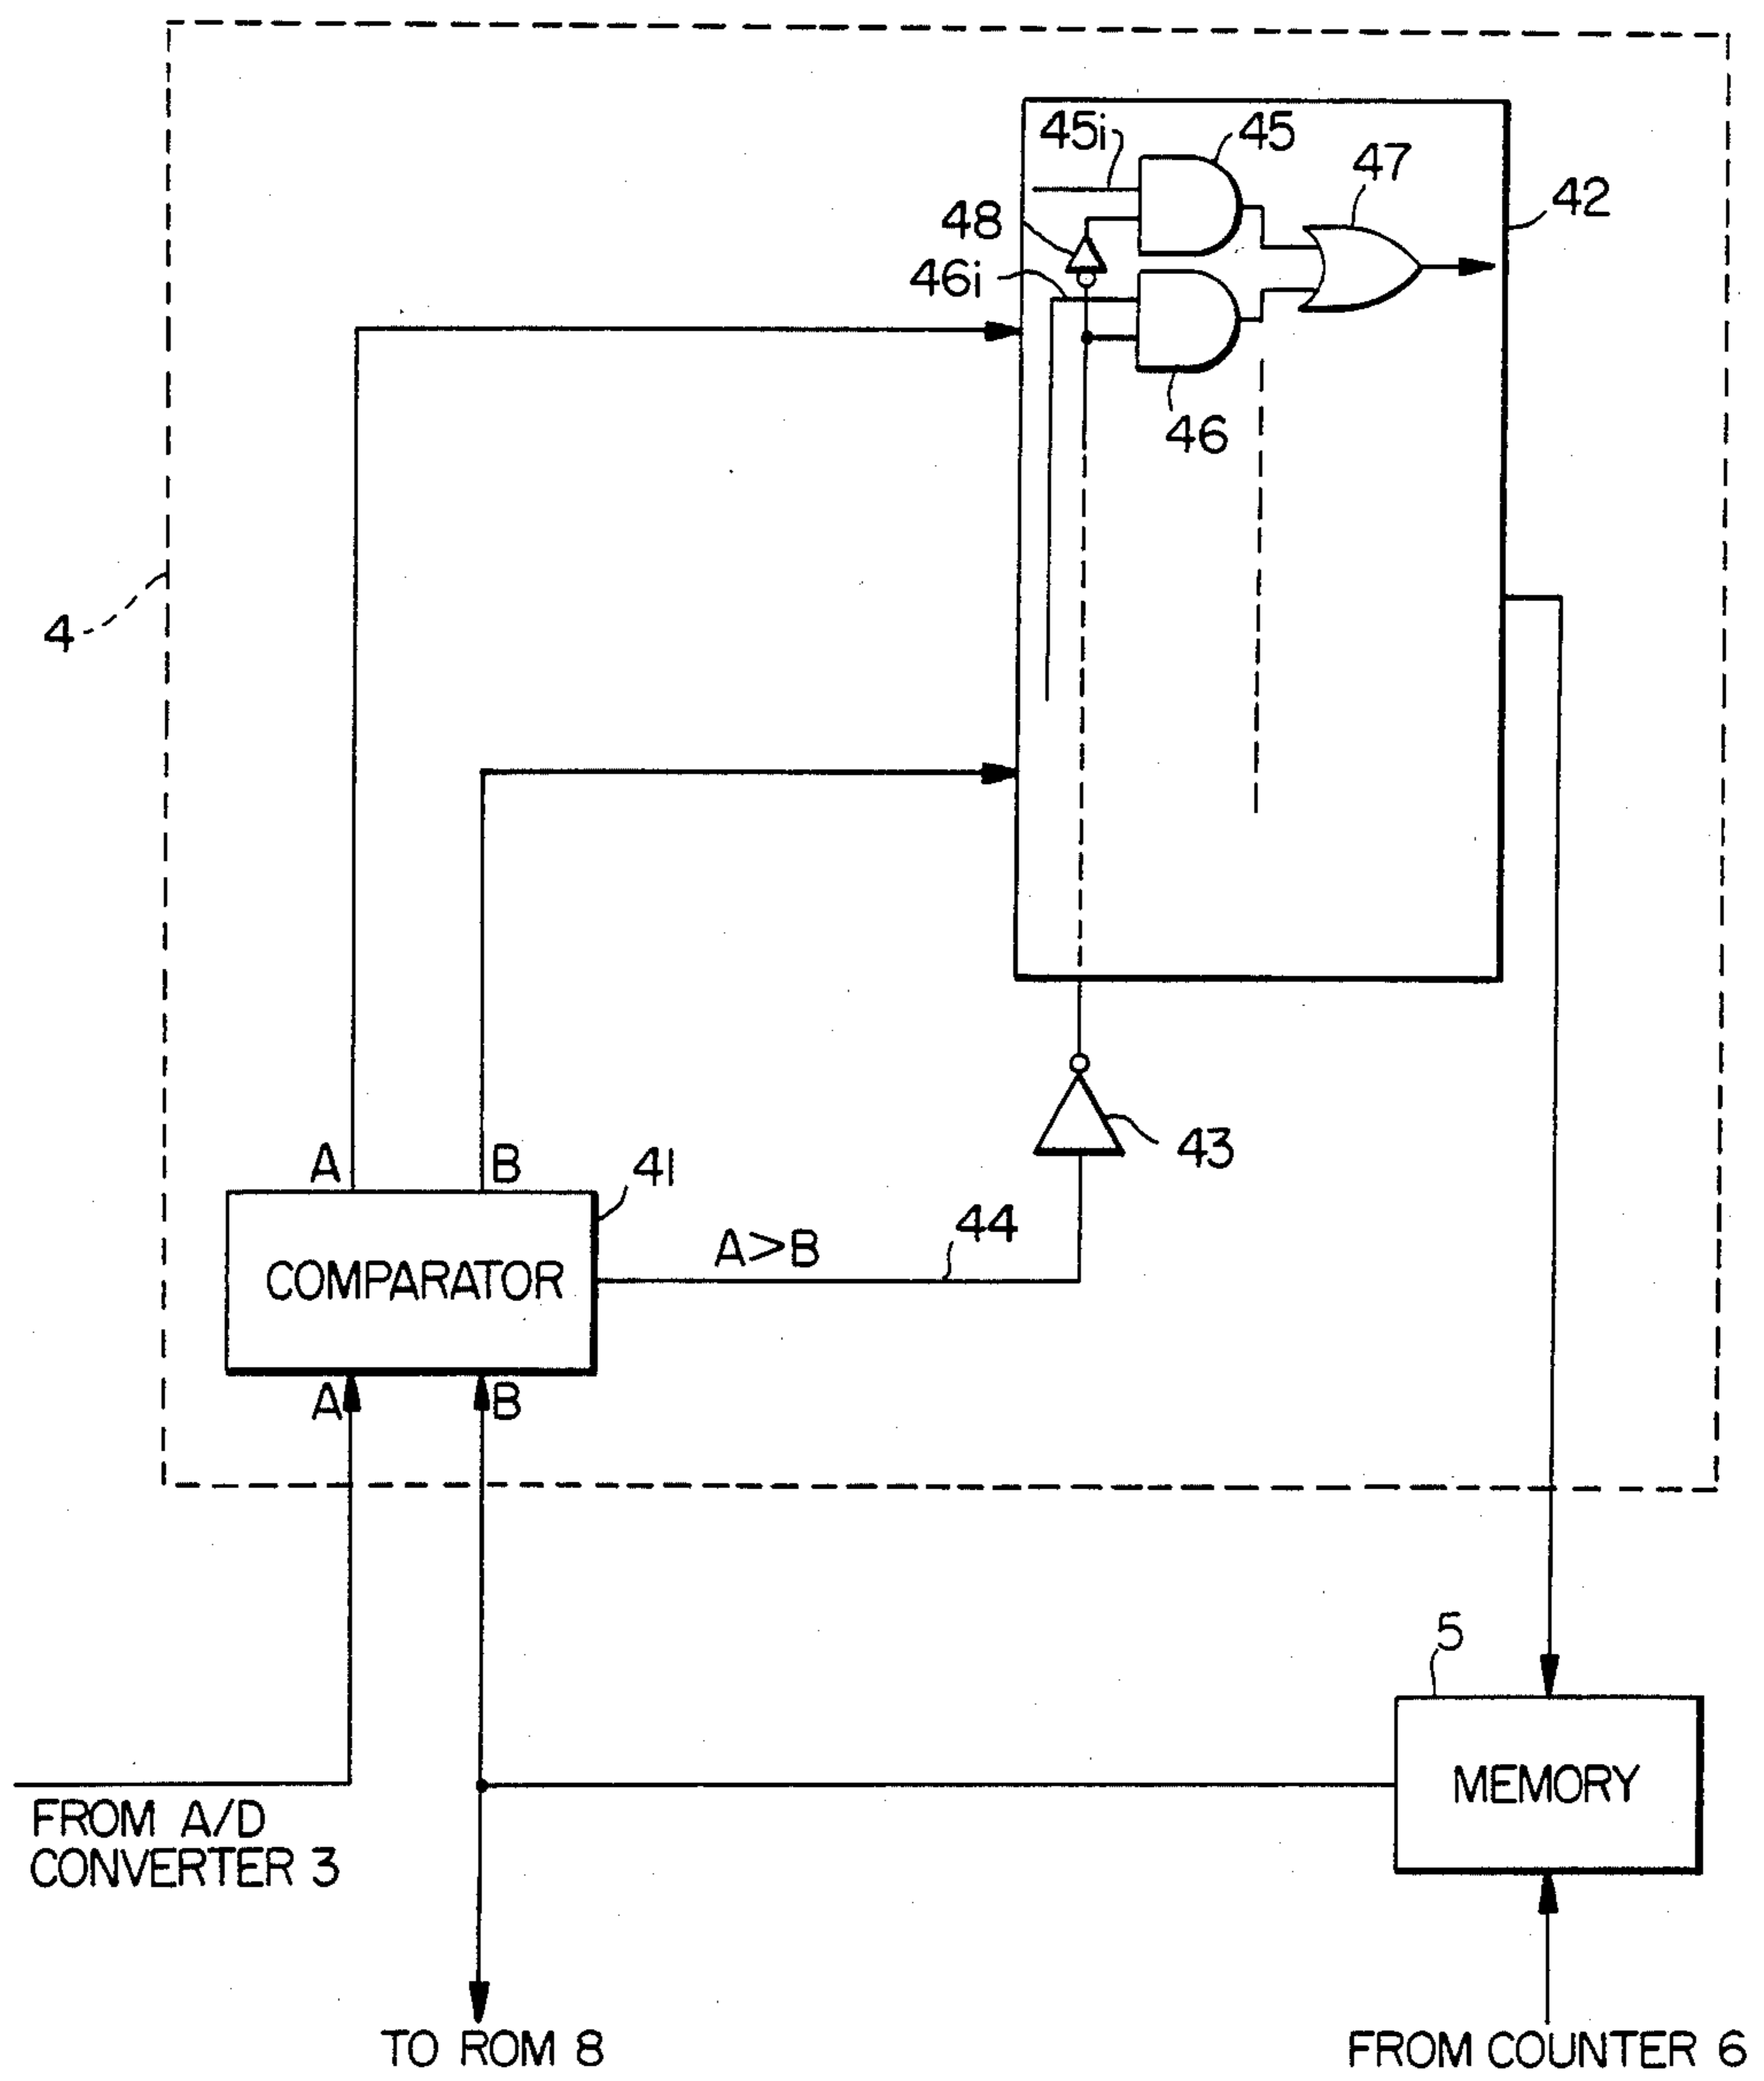 45i
45
47
42
48
46i
46
4
43
A
B
41
A>B
44
COMPARATOR
A
B
5
MEMORY
FROM A/D
CONVERTER 3
TO ROM 8
FROM COUNTER 6